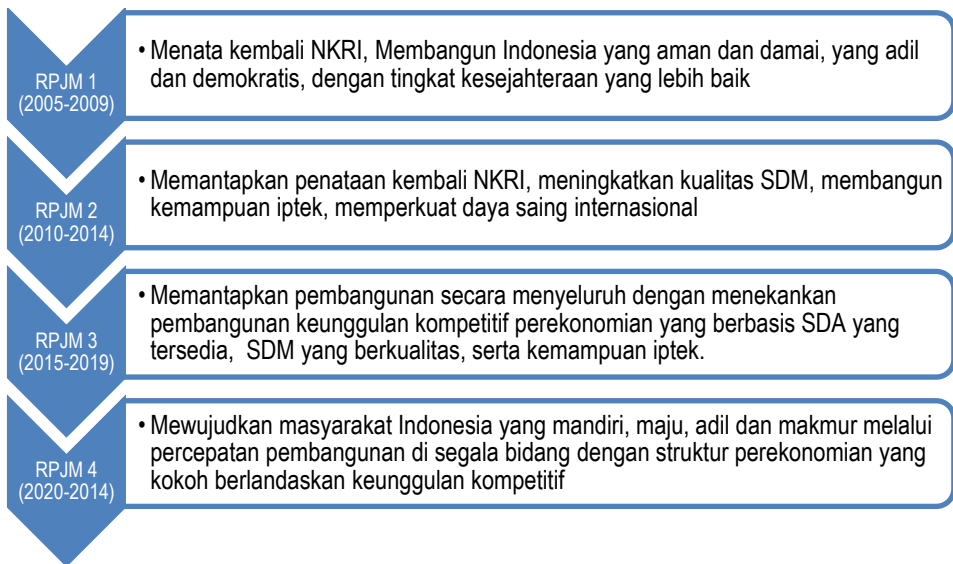 RPJM 1
(2005-2009)
• Menata kembali NKRI, Membangun Indonesia yang aman dan damai, yang adil
dan demokratis, dengan tingkat kesejahteraan yang lebih baik
RPJM 2
(2010-2014)
• Memantapkan penataan kembali NKRI, meningkatkan kualitas SDM, membangun
kemampuan iptek, memperkuat daya saing internasional
RPJM 3
(2015-2019)
• Memantapkan pembangunan secara menyeluruh dengan menekankan
pembangunan keunggulan kompetitif perekonomian yang berbasis SDA yang
tersedia, SDM yang berkualitas, serta kemampuan iptek.
RPJM 4
(2020-2014)
• Mewujudkan masyarakat Indonesia yang mandiri, maju, adil dan makmur melalui
percepatan pembangunan di segala bidang dengan struktur perekonomian yang
kokoh berlandaskan keunggulan kompetitif